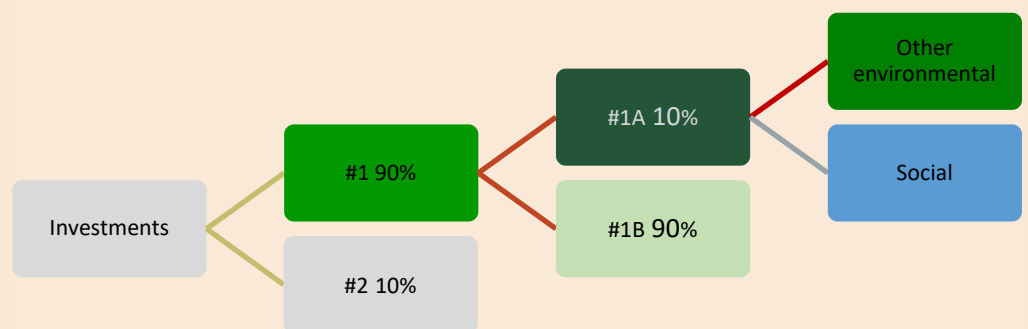 Investments
#1 90%
#2 10%
#1A 10%
#1B 90%
Other
environmental
Social